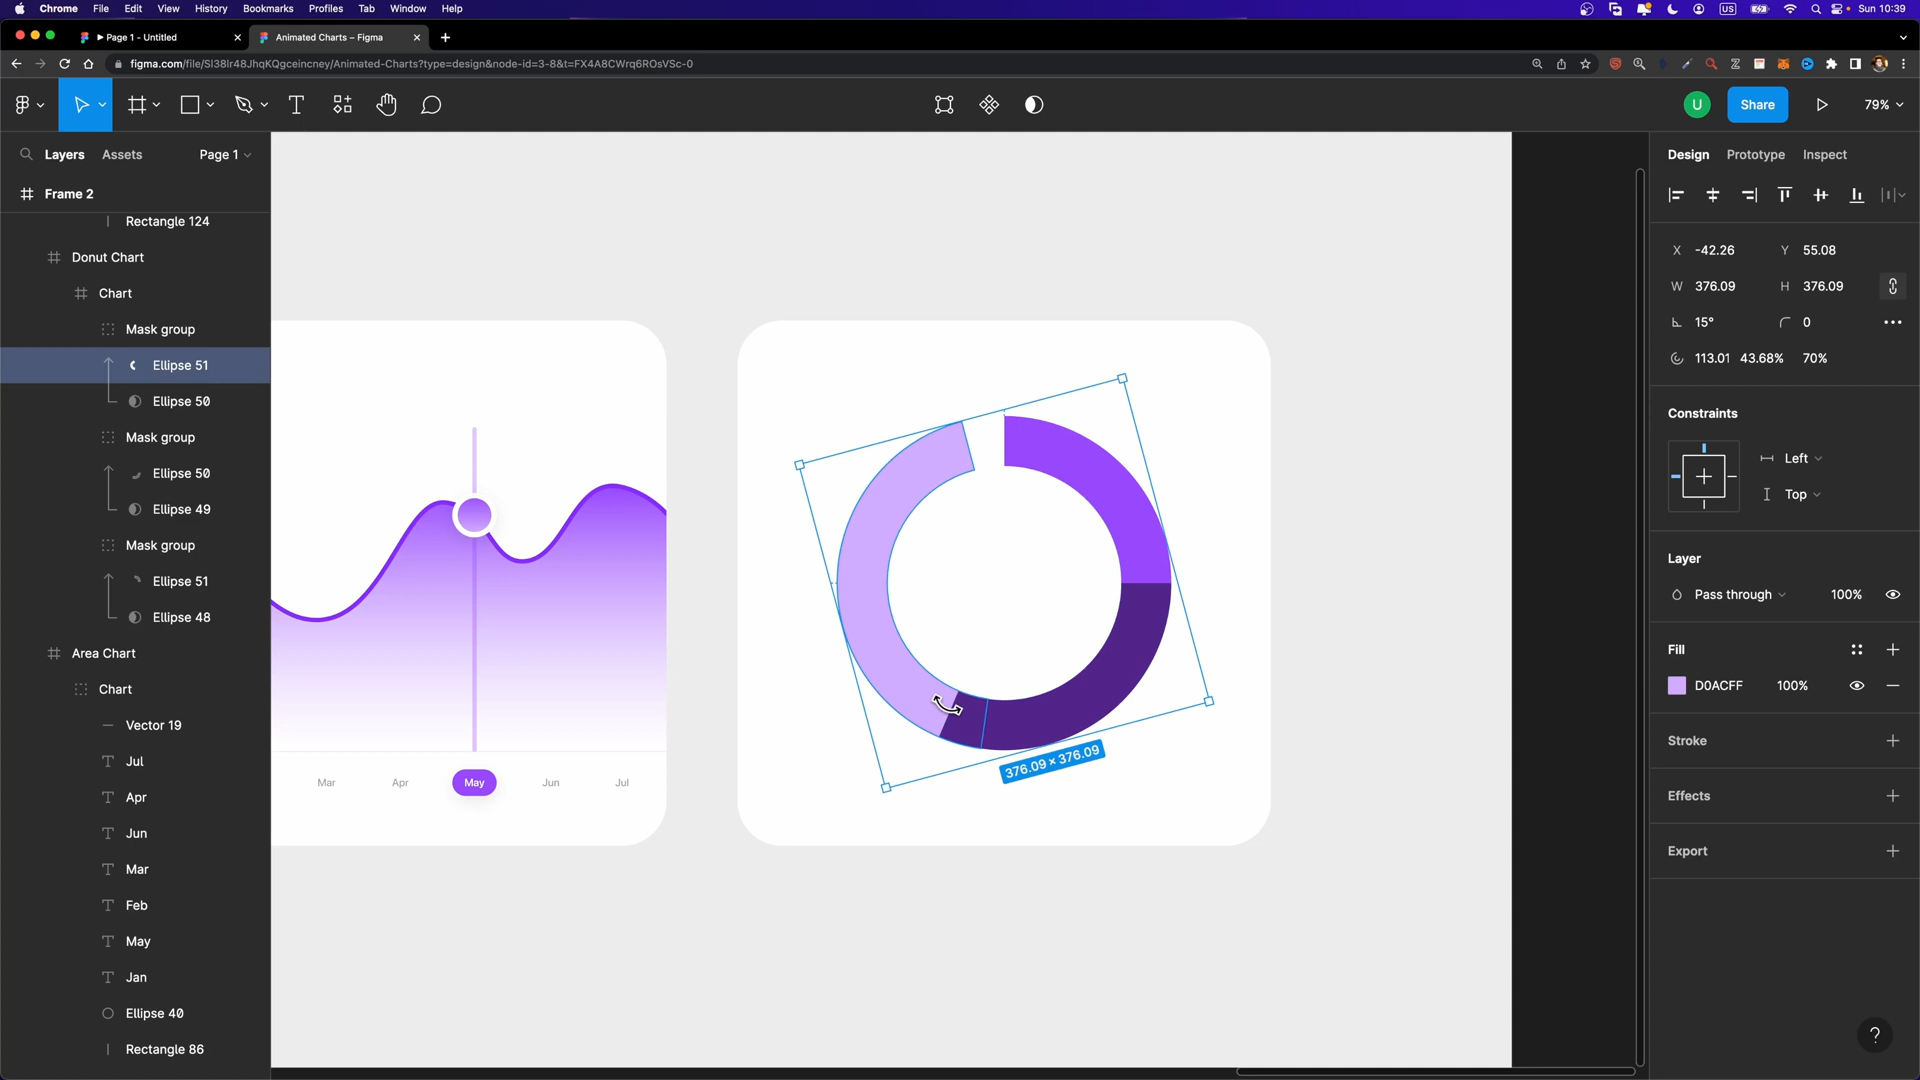 Chrome File Edit View History Bookmarks Profiles Tab Window Help US Sun 10:39
Page 1 - Untitled
Animated Charts – Figma
figma.com/file/Sl38lr48JhqKQgceincney/Animated-Charts?type=design&node-id=3-8&t=FX4A8CWrq6ROsVSc-0
U Share 79%
Layers Assets Page 1
Design Prototype Inspect
Frame 2
Rectangle 124
Donut Chart
Chart
Mask group
Ellipse 51
Ellipse 50
Mask group
Ellipse 50
Ellipse 49
Mask group
Ellipse 51
Ellipse 48
Area Chart
Chart
Vector 19
Jul
Apr
Jun
Mar
Feb
May
Jan
Ellipse 40
Rectangle 86
Mar Apr May Jun Jul
376.09 × 376.09
X -42.26 Y 55.08
W 376.09 H 376.09
15° 0
113.01 43.68% 70%
Constraints
Left
Top
Layer
Pass through 100%
Fill
D0ACFF 100%
Stroke
Effects
Export
?